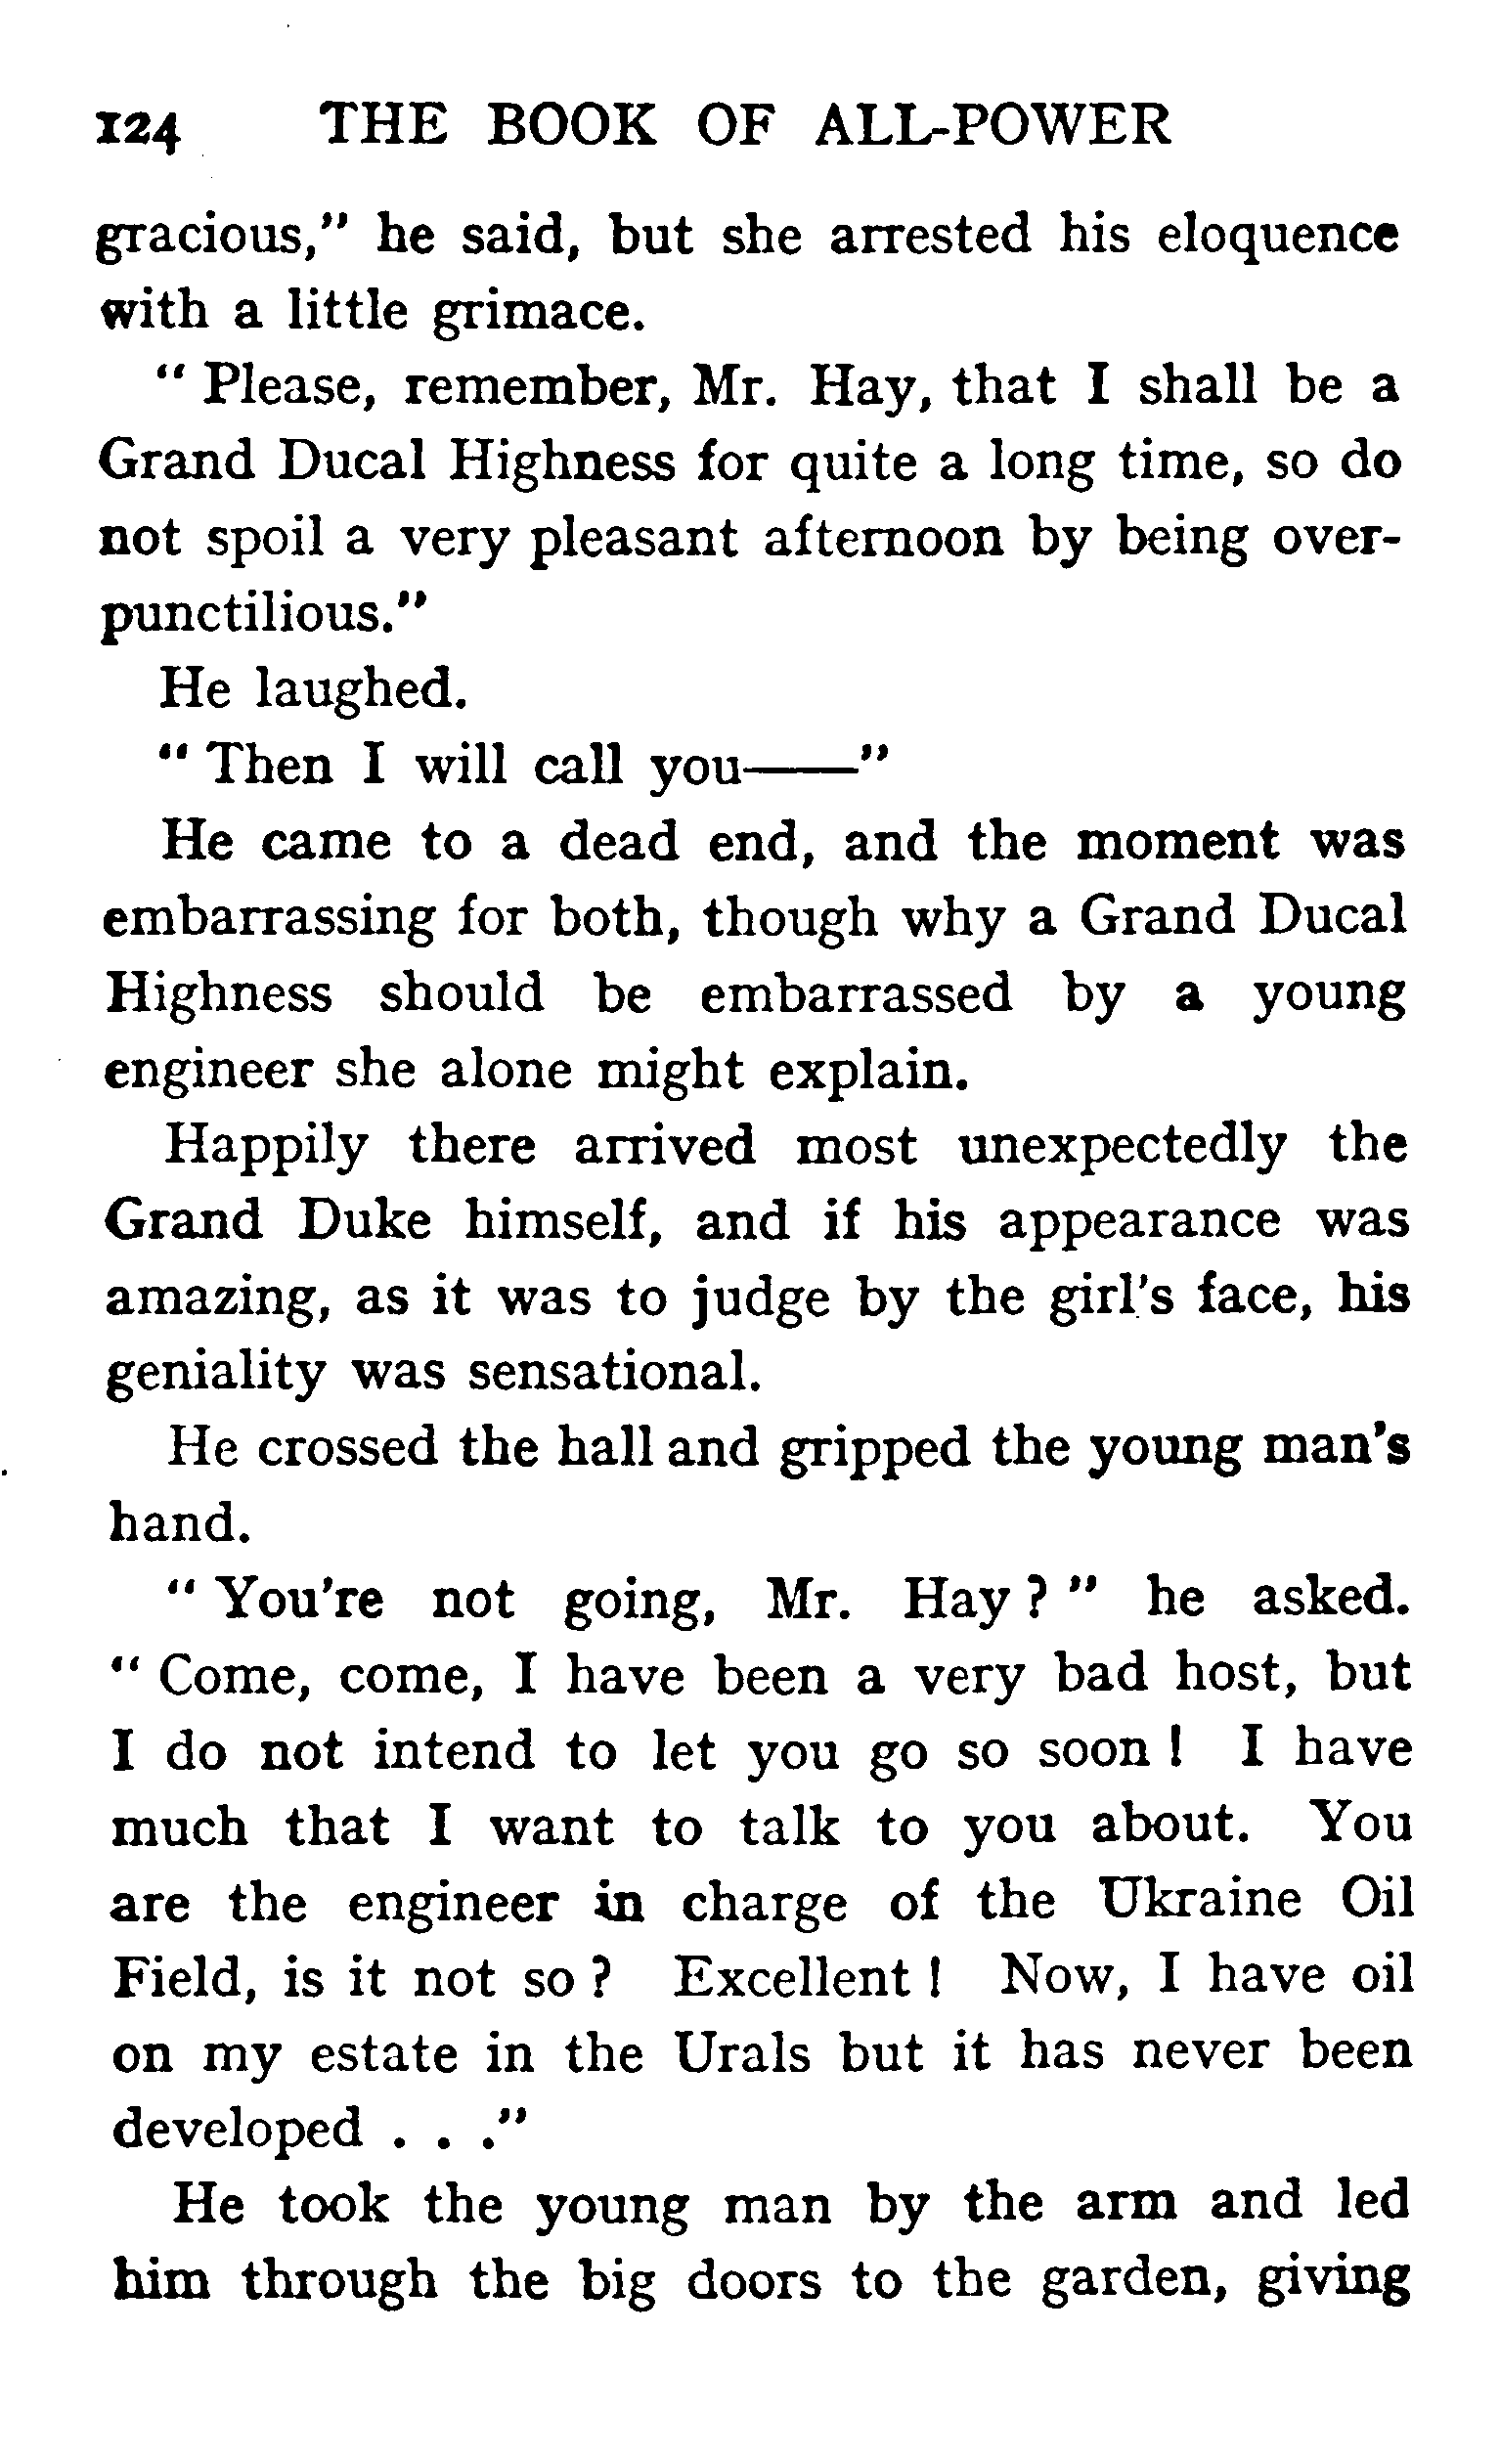 124 THE BOOK OF ALL-POWER
gracious," he said, but she arrested his eloquence
with a little grimace.
" Please, remember, Mr. Hay, that I shall be a
Grand Ducal Highness for quite a long time, so do
not spoil a very pleasant afternoon by being over-
punctilious."
He laughed.
" Then I will call you——"
He came to a dead end, and the moment was
embarrassing for both, though why a Grand Ducal
Highness should be embarrassed by a young
engineer she alone might explain.
Happily there arrived most unexpectedly the
Grand Duke himself, and if his appearance was
amazing, as it was to judge by the girl's face, his
geniality was sensational.
He crossed the hall and gripped the young man's
hand.
" You're not going, Mr. Hay ? " he asked.
" Come, come, I have been a very bad host, but
I do not intend to let you go so soon ! I have
much that I want to talk to you about. You
are the engineer in charge of the Ukraine Oil
Field, is it not so ? Excellent ! Now, I have oil
on my estate in the Urals but it has never been
developed . . ."
He took the young man by the arm and led
him through the big doors to the garden, giving